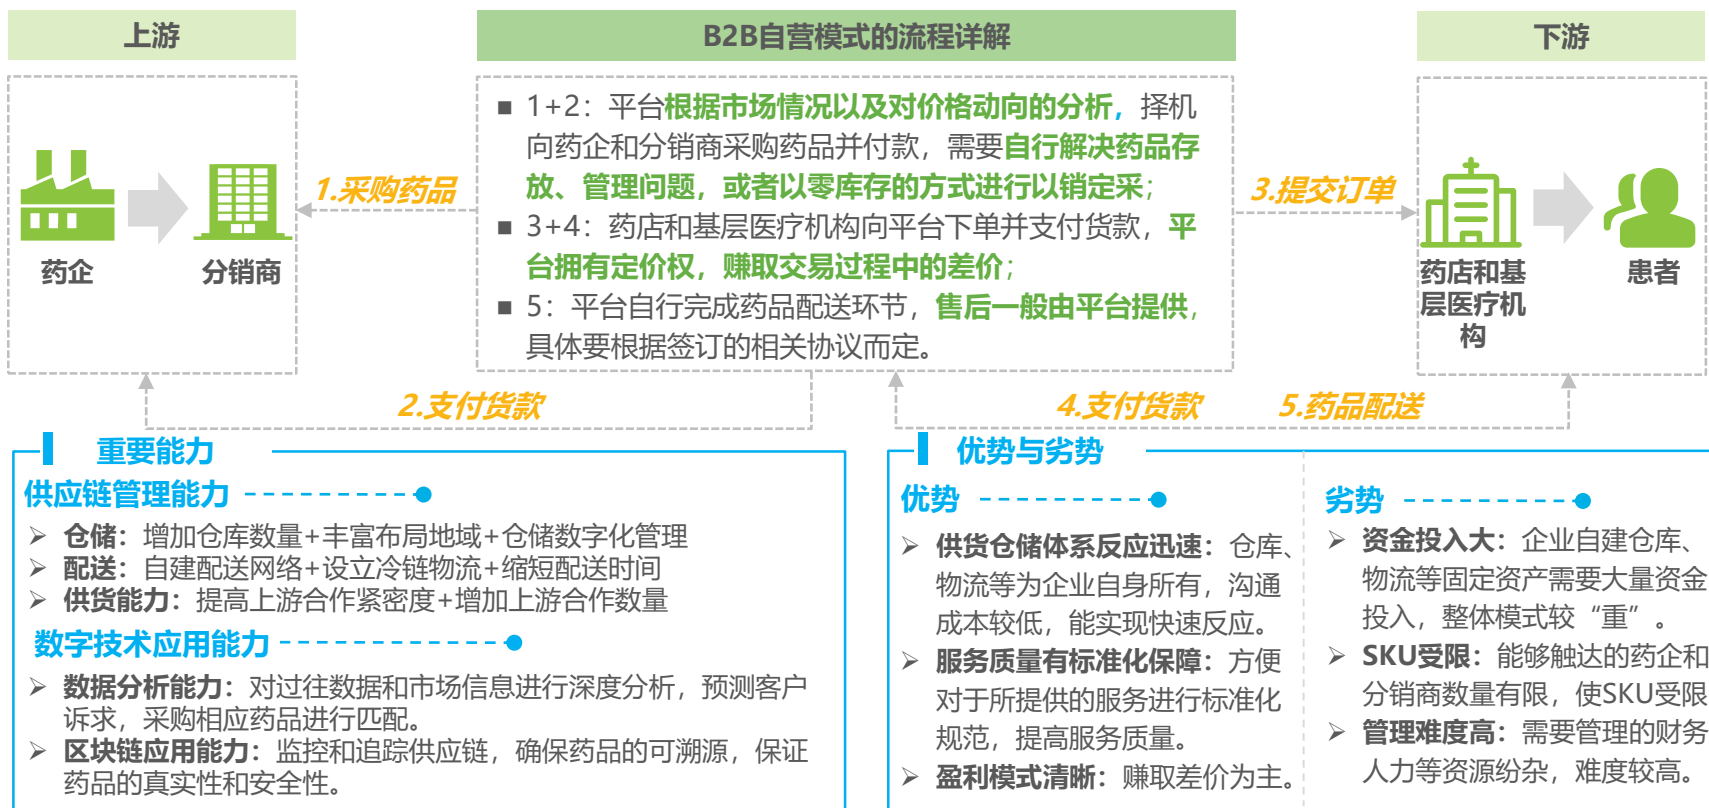 上游
B2B自营模式的流程详解
下游
药企
分销商
1.采购药品
■ 1+2：平台根据市场情况以及对价格动向的分析，择机
向药企和分销商采购药品并付款，需要自行解决药品存
放、管理问题，或者以零库存的方式进行以销定采；
■ 3+4：药店和基层医疗机构向平台下单并支付货款，平
台拥有定价权，赚取交易过程中的差价；
■ 5：平台自行完成药品配送环节，售后一般由平台提供，
具体要根据签订的相关协议而定。
3.提交订单
药店和基
层医疗机
构
患者
2.支付货款
4.支付货款
5.药品配送
重要能力
供应链管理能力
➢ 仓储：增加仓库数量+丰富布局地域+仓储数字化管理
➢ 配送：自建配送网络+设立冷链物流+缩短配送时间
➢ 供货能力：提高上游合作紧密度+增加上游合作数量
数字技术应用能力
➢ 数据分析能力：对过往数据和市场信息进行深度分析，预测客户
诉求，采购相应药品进行匹配。
➢ 区块链应用能力：监控和追踪供应链，确保药品的可溯源，保证
药品的真实性和安全性。
优势与劣势
优势
➢ 供货仓储体系反应迅速：仓库、
物流等为企业自身所有，沟通
成本较低，能实现快速反应。
➢ 服务质量有标准化保障：方便
对于所提供的服务进行标准化
规范，提高服务质量。
➢ 盈利模式清晰：赚取差价为主。
劣势
➢ 资金投入大：企业自建仓库、
物流等固定资产需要大量资金
投入，整体模式较“重”。
➢ SKU受限：能够触达的药企和
分销商数量有限，使SKU受限
➢ 管理难度高：需要管理的财务
人力等资源纷杂，难度较高。